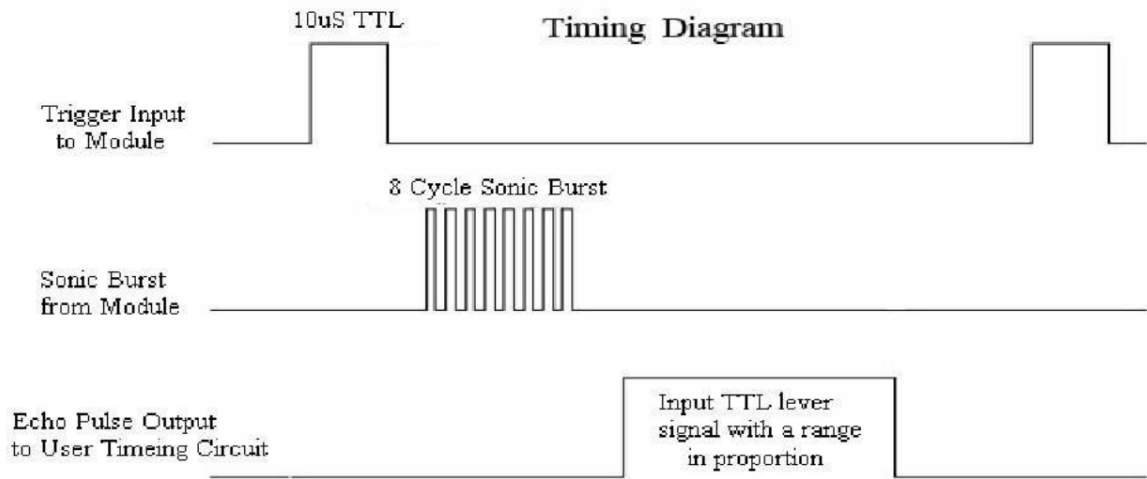 10uS TTL
Timing Diagram
Trigger Input
to Module
8 Cycle Sonic Burst
Sonic Burst
from Module
Echo Pulse Output
to User Timeing Circuit
Input TTL lever
signal with a range
in proportion